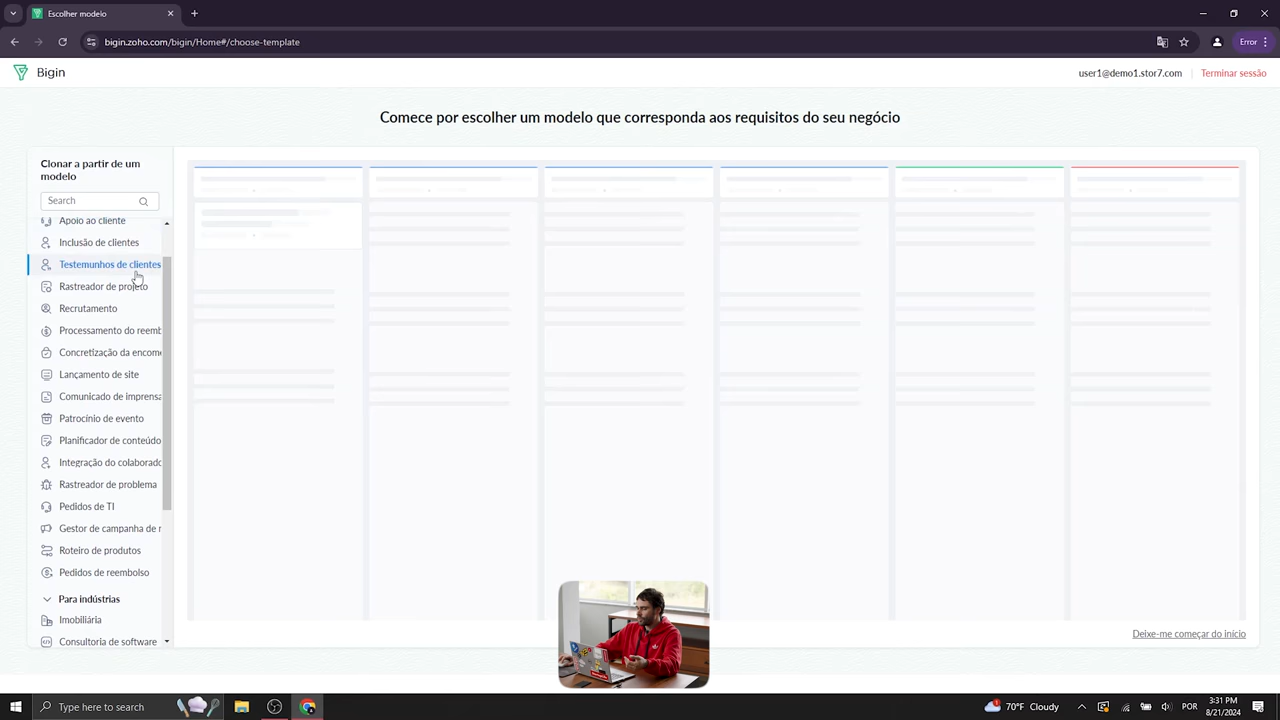 Escolher modelo
bigin.zoho.com/bigin/Home#/choose-template
Error
Bigin
user1@demo1.stor7.com
Terminar sessão
Comece por escolher um modelo que corresponda aos requisitos do seu negócio
Clonar a partir de um
modelo
Search
Apoio ao cliente
Inclusão de clientes
Testemunhos de clientes
Rastreador de projeto
Recrutamento
Processamento do reemb
Concretização da encome
Lançamento de site
Comunicado de imprensa
Patrocínio de evento
Planificador de conteúdo
Integração do colaborado
Rastreador de problema
Pedidos de TI
Gestor de campanha de r
Roteiro de produtos
Pedidos de reembolso
Para indústrias
Imobiliária
Consultoria de software
Deixe-me começar do início
Type here to search
70°F Cloudy
POR
3:31 PM
8/21/2024